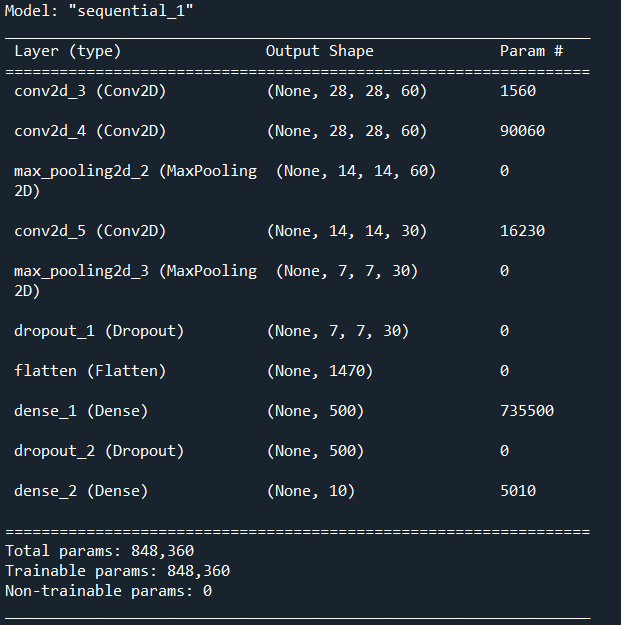 Model: "sequential_1"
_________________________________________________________________
Layer (type) Output Shape Param #
=================================================================
conv2d_3 (Conv2D) (None, 28, 28, 60) 1560
conv2d_4 (Conv2D) (None, 28, 28, 60) 90060
max_pooling2d_2 (MaxPooling (None, 14, 14, 60) 0
2D)
conv2d_5 (Conv2D) (None, 14, 14, 30) 16230
max_pooling2d_3 (MaxPooling (None, 7, 7, 30) 0
2D)
dropout_1 (Dropout) (None, 7, 7, 30) 0
flatten (Flatten) (None, 1470) 0
dense_1 (Dense) (None, 500) 735500
dropout_2 (Dropout) (None, 500) 0
dense_2 (Dense) (None, 10) 5010
=================================================================
Total params: 848,360
Trainable params: 848,360
Non-trainable params: 0
_________________________________________________________________